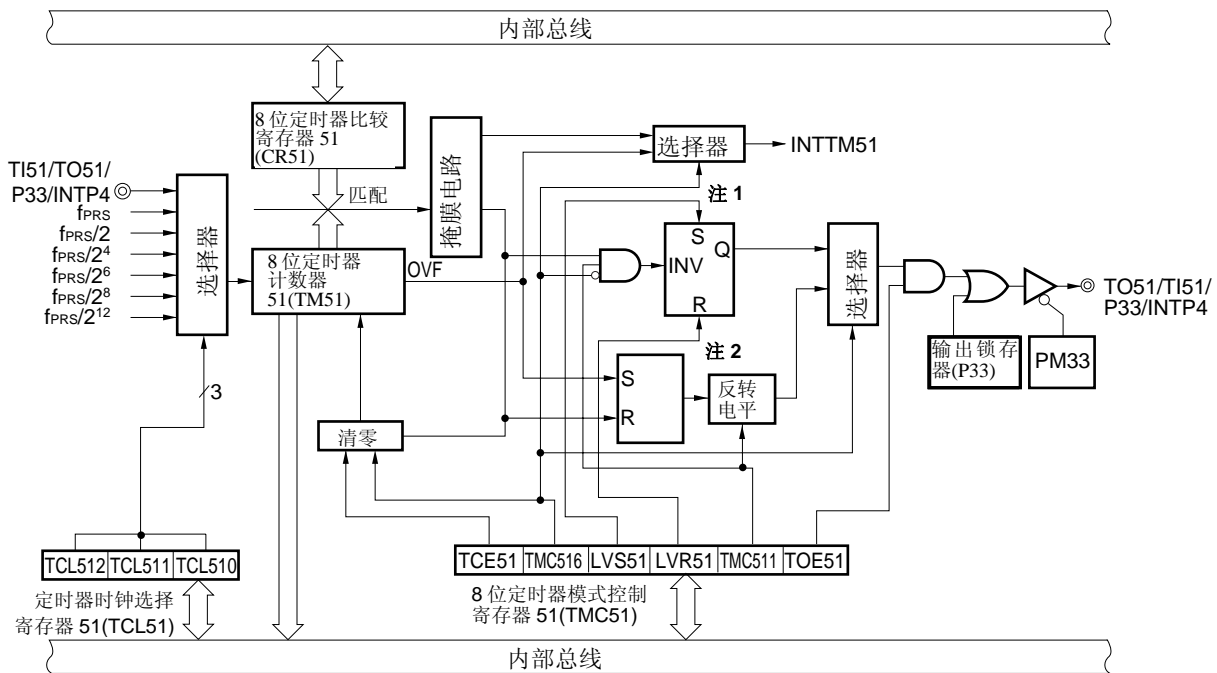 内部总线
8 位定时器比较
寄存器 51
(CR51)
掩膜电路
选择器
INTTM51
TI51/TO51/
P33/INTP4
fPRS
fPRS/2
fPRS/2⁴
fPRS/2⁶
fPRS/2⁸
fPRS/2¹²
选择器
匹配
8 位定时器
计数器
51(TM51)
OVF
注 1
S
INV
Q
R
注 2
选择器
TO51/TI51/
P33/INTP4
输出锁存
器(P33)
PM33
S
R
反转
电平
3
清零
TCL512
TCL511
TCL510
定时器时钟选择
寄存器 51(TCL51)
TCE51
TMC516
LVS51
LVR51
TMC511
TOE51
8 位定时器模式控制
寄存器 51(TMC51)
内部总线